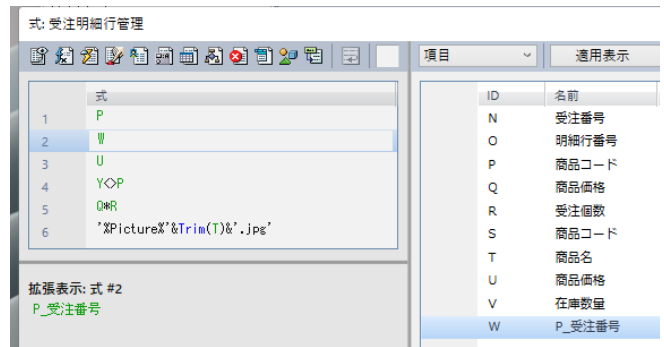 式: 受注明細行管理
項目 適用表示
式
1 P
2 W
3 U
4 Y<>P
5 Q*R
6 '%Picture%'&Trim(T)&'.jpg'
拡張表示: 式 #2
P_受注番号
ID 名前
N 受注番号
O 明細行番号
P 商品コード
Q 商品価格
R 受注個数
S 商品コード
T 商品名
U 商品価格
V 在庫数量
W P_受注番号